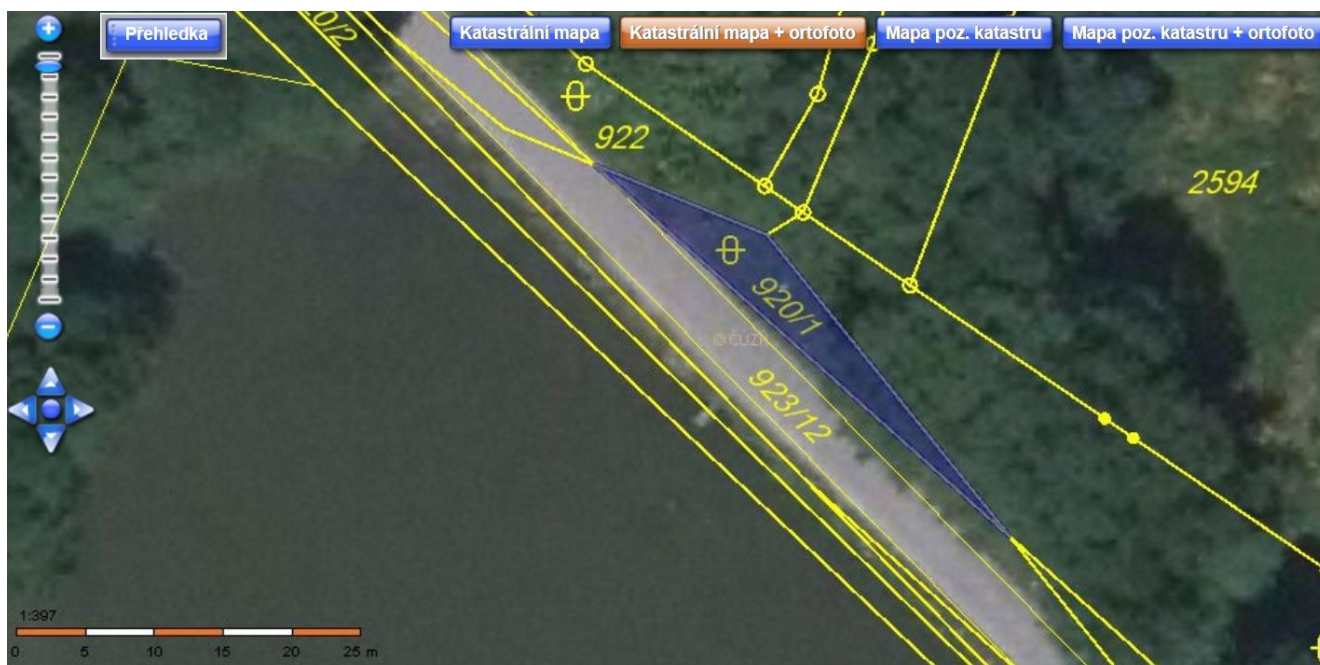 Přehledka
Katastrální mapa
Katastrální mapa + ortofoto
Mapa poz. katastru
Mapa poz. katastru + ortofoto
922
2594
920/1
© ČÚZK
923/12
1:397
0 5 10 15 20 25 m